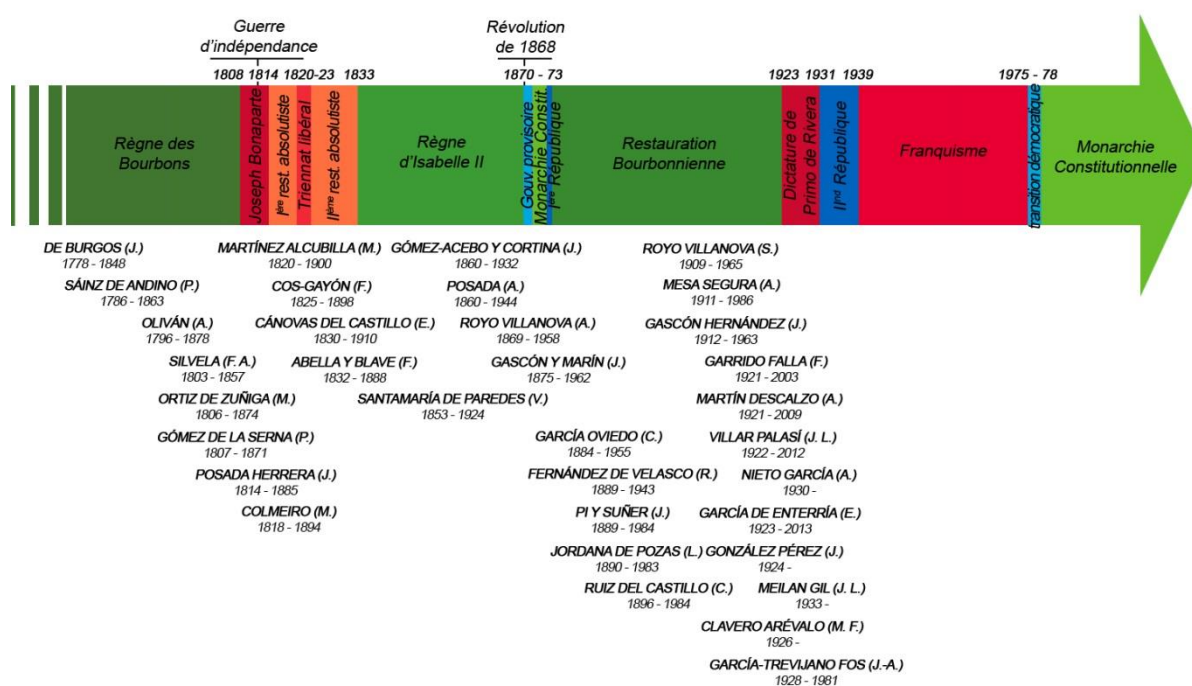 Guerre
d’indépendance
Révolution
de 1868
1808 1814 1820-23 1833 1870 - 73 1923 1931 1939 1975 - 78
Règne des
Bourbons
Joseph Bonaparte
Ière rest. absolutiste
Triennat libéral
IIème rest. absolutiste
Règne
d’Isabelle II
Gouv. provisoire
Monarchie Constit.
Ière République
Restauration
Bourbonnienne
Dictature de
Primo de Rivera
IInd République
Franquisme
transition démocratique
Monarchie
Constitutionnelle
DE BURGOS (J.)
1778 - 1848
SÁINZ DE ANDINO (P.)
1786 - 1863
OLIVÁN (A.)
1796 - 1878
SILVELA (F. A.)
1803 - 1857
ORTIZ DE ZUÑIGA (M.)
1806 - 1874
GÓMEZ DE LA SERNA (P.)
1807 - 1871
POSADA HERRERA (J.)
1814 - 1885
COLMEIRO (M.)
1818 - 1894
MARTÍNEZ ALCUBILLA (M.)
1820 - 1900
COS-GAYÓN (F.)
1825 - 1898
CÁNOVAS DEL CASTILLO (E.)
1830 - 1910
ABELLA Y BLAVE (F.)
1832 - 1888
SANTAMARÍA DE PAREDES (V.)
1853 - 1924
GÓMEZ-ACEBO Y CORTINA (J.)
1860 - 1932
POSADA (A.)
1860 - 1944
ROYO VILLANOVA (A.)
1869 - 1958
GASCÓN Y MARÍN (J.)
1875 - 1962
GARCÍA OVIEDO (C.)
1884 - 1955
FERNÁNDEZ DE VELASCO (R.)
1889 - 1943
PI Y SUÑER (J.)
1889 - 1984
JORDANA DE POZAS (L.)
1890 - 1983
RUIZ DEL CASTILLO (C.)
1896 - 1984
ROYO VILLANOVA (S.)
1909 - 1965
MESA SEGURA (A.)
1911 - 1986
GASCÓN HERNÁNDEZ (J.)
1912 - 1963
GARRIDO FALLA (F.)
1921 - 2003
MARTÍN DESCALZO (A.)
1921 - 2009
VILLAR PALASÍ (J. L.)
1922 - 2012
NIETO GARCÍA (A.)
1930 -
GARCÍA DE ENTERRÍA (E.)
1923 - 2013
GONZÁLEZ PÉREZ (J.)
1924 -
MEILAN GIL (J. L.)
1933 -
CLAVERO ARÉVALO (M. F.)
1926 -
GARCÍA-TREVIJANO FOS (J.-A.)
1928 - 1981